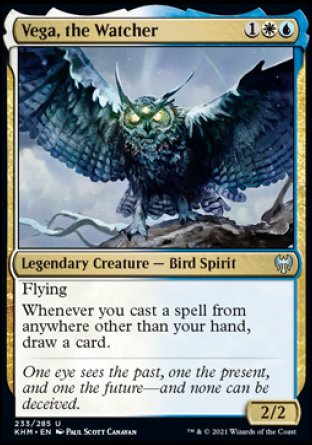 Vega, the Watcher 1
Legendary Creature — Bird Spirit
Flying
Whenever you cast a spell from
anywhere other than your hand,
draw a card.
One eye sees the past, one the present,
and one the future—and none can be
deceived.
2/2
233/285 U
KHM • EN Paul Scott Canavan
™ & © 2021 Wizards of the Coast